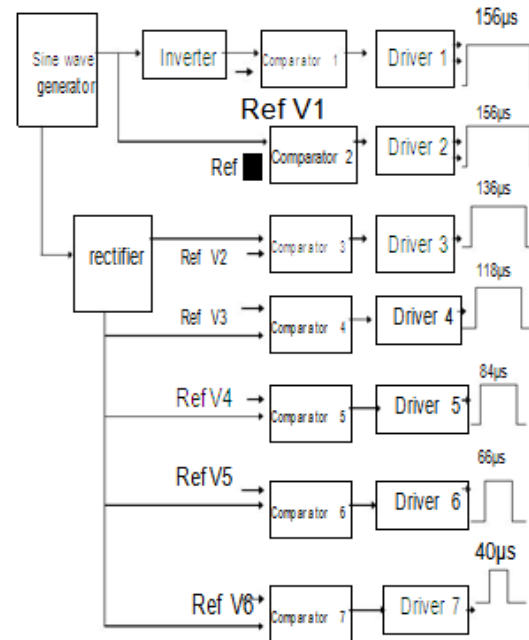 156µs
Sine wave
generator
Inverter
Comparator 1
Driver 1
Ref V1
156µs
Ref
Comparator 2
Driver 2
136µs
rectifier
Ref V2
Comparator 3
Driver 3
118µs
Ref V3
Comparator 4
Driver 4
84µs
Ref V4
Comparator 5
Driver 5
66µs
Ref V5
Comparator 6
Driver 6
40µs
Ref V6
Comparator 7
Driver 7